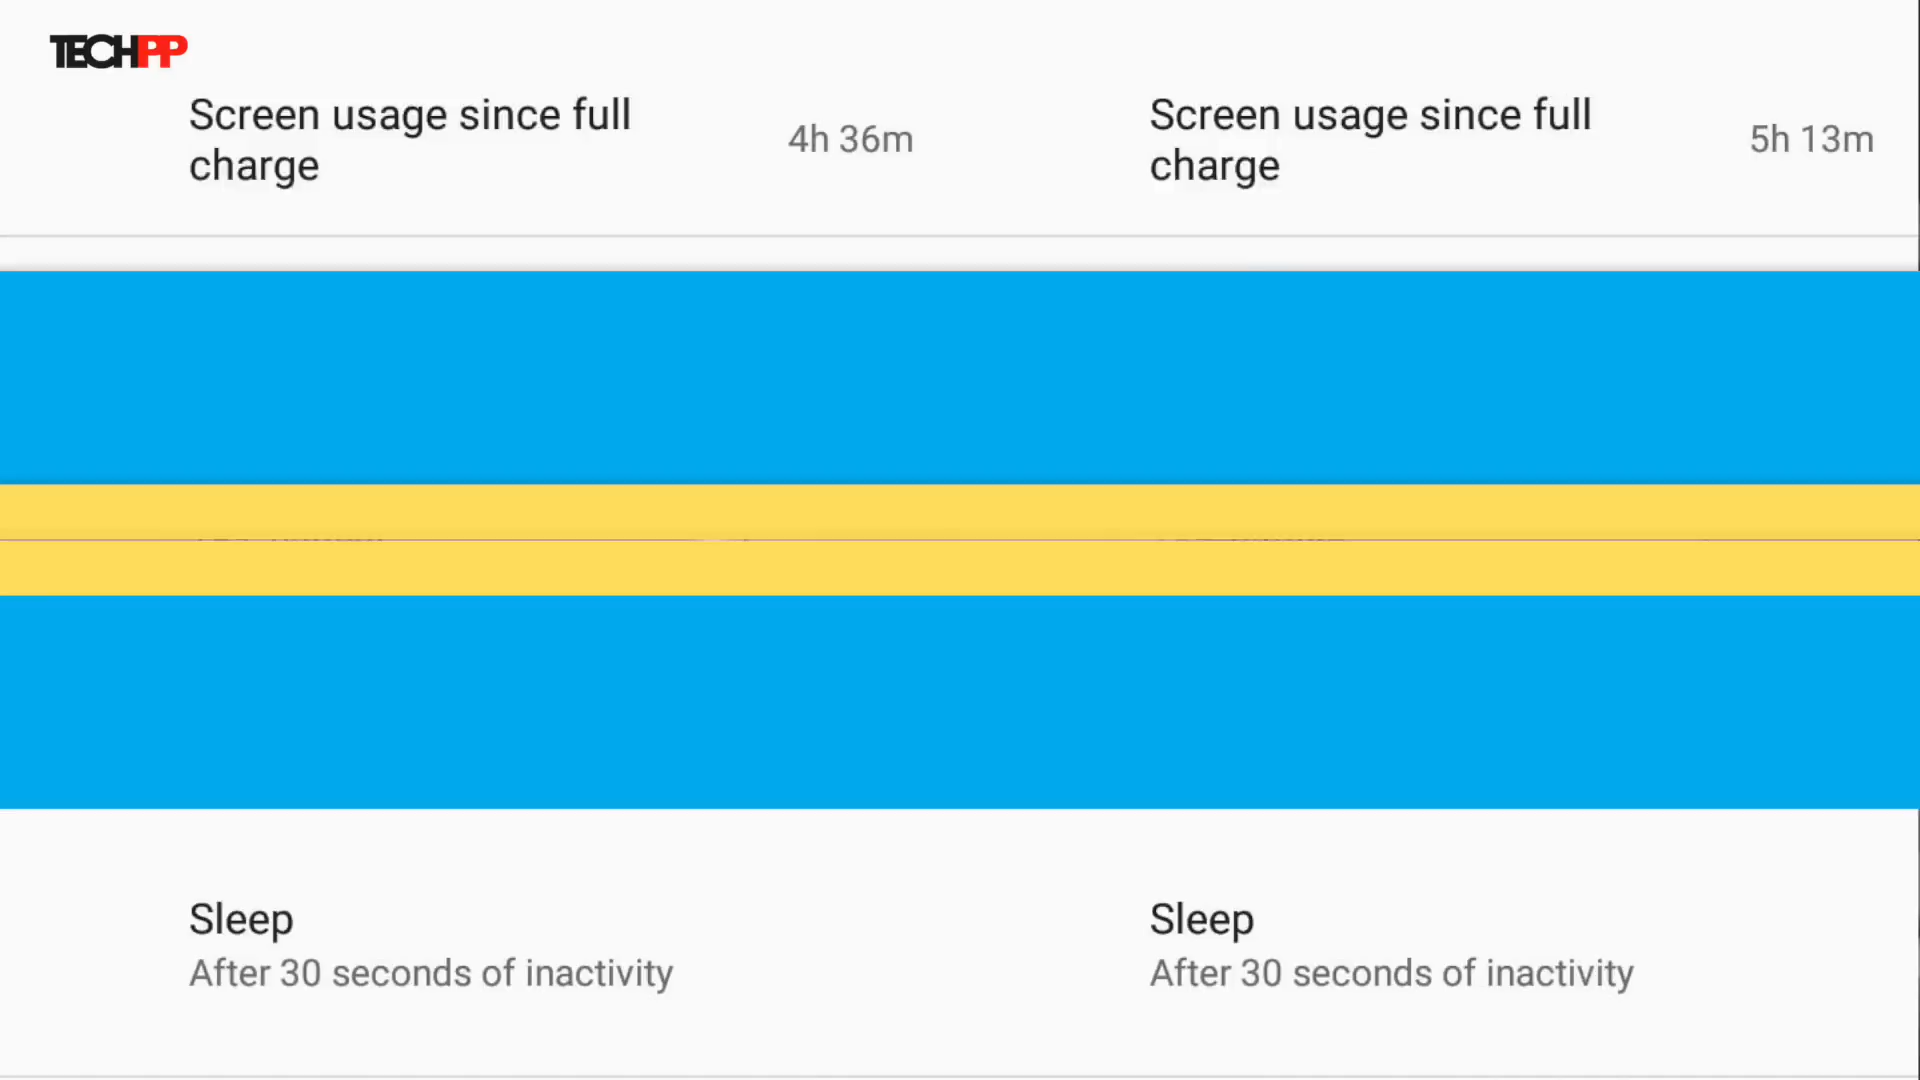 TECHPP
Screen usage since full
charge
4h 36m
Screen usage since full
charge
5h 13m
Sleep
After 30 seconds of inactivity
Sleep
After 30 seconds of inactivity